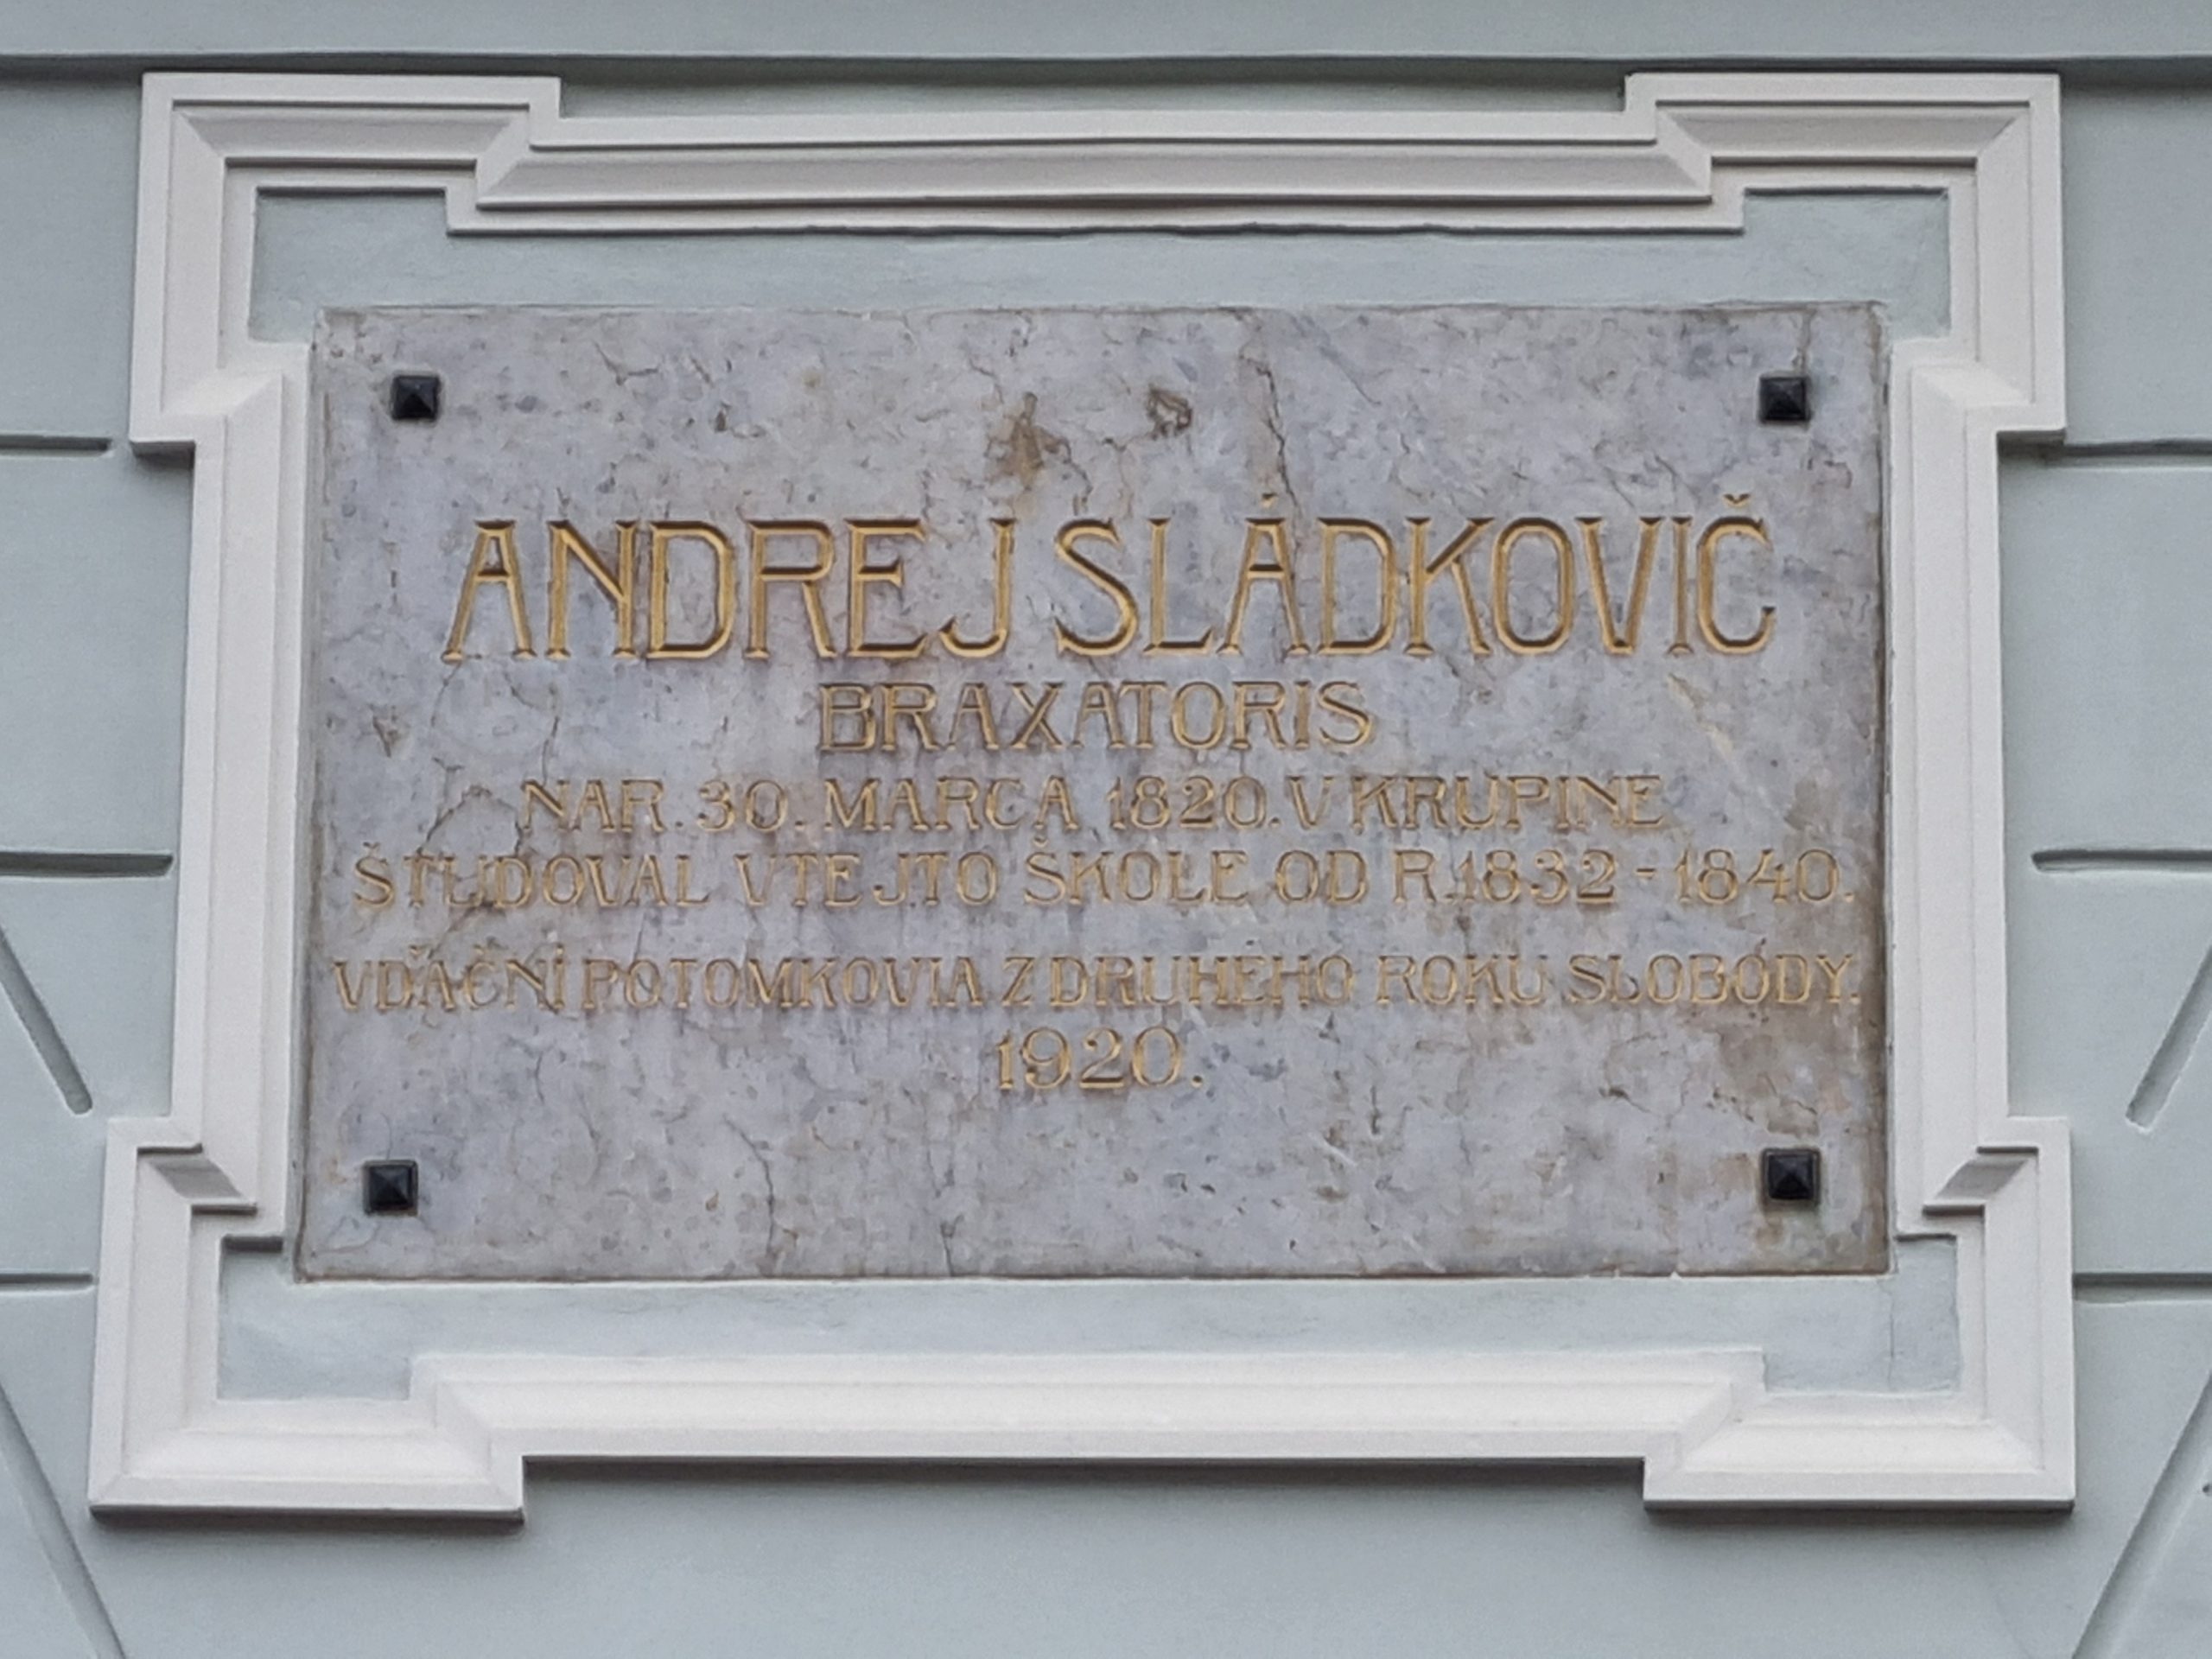 ANDREJ SLÁDKOVIČ
BRAXATORIS
NAR. 30. MARCA 1820. V KRUPINE
ŠTUDOVAL V TEJTO ŠKOLE OD R. 1832 - 1840.
VĎAČNÍ POTOMKOVIA Z DRUHÉHO ROKU SLOBODY.
1920.